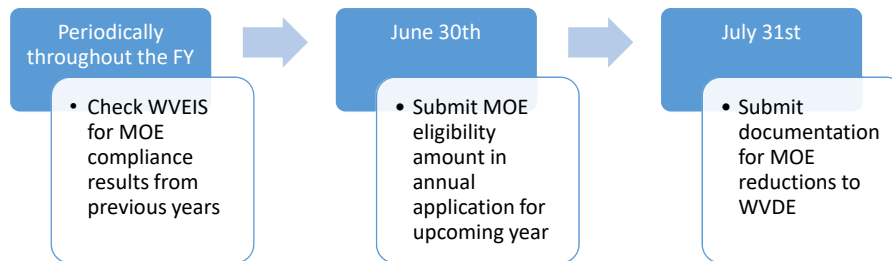 Periodically
throughout the FY
• Check WVEIS
for MOE
compliance
results from
previous years
June 30th
• Submit MOE
eligibility
amount in
annual
application for
upcoming year
July 31st
• Submit
documentation
for MOE
reductions to
WVDE